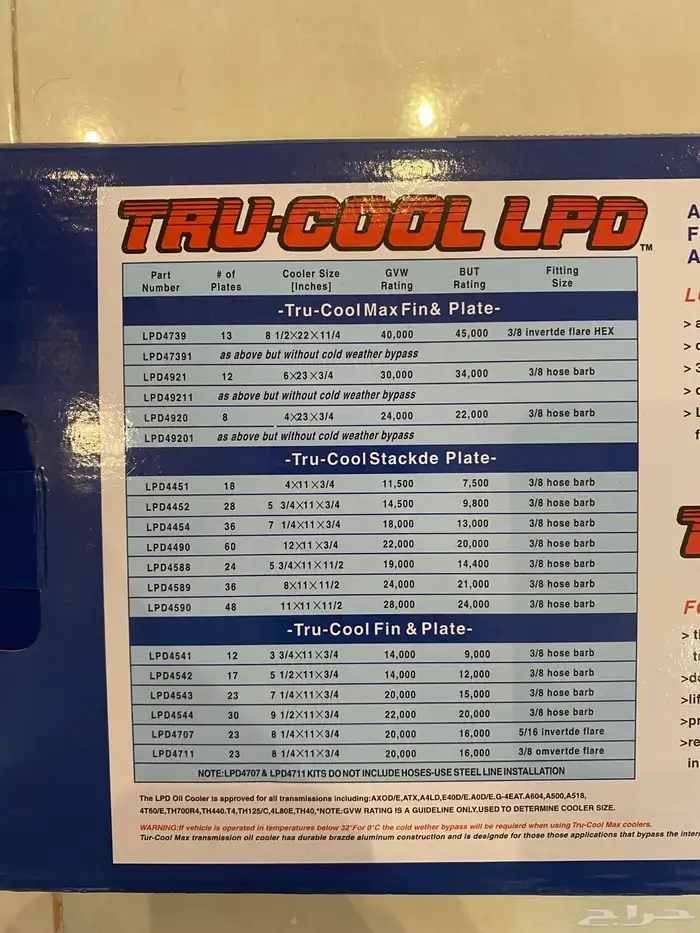 TRU-COOL LPD™
Part Number # of Plates Cooler Size [Inches] GVW Rating BUT Rating Fitting Size
-Tru-Cool Max Fin & Plate-
LPD4739 13 8 1/2×22×11/4 40,000 45,000 3/8 invertde flare HEX
LPD47391 as above but without cold weather bypass
LPD4921 12 6×23×3/4 30,000 34,000 3/8 hose barb
LPD49211 as above but without cold weather bypass
LPD4920 8 4×23×3/4 24,000 22,000 3/8 hose barb
LPD49201 as above but without cold weather bypass
-Tru-Cool Stackde Plate-
LPD4451 18 4×11×3/4 11,500 7,500 3/8 hose barb
LPD4452 28 5 3/4×11×3/4 14,500 9,800 3/8 hose barb
LPD4454 36 7 1/4×11×3/4 18,000 13,000 3/8 hose barb
LPD4490 60 12×11×3/4 22,000 20,000 3/8 hose barb
LPD4588 24 5 3/4×11×11/2 19,000 14,400 3/8 hose barb
LPD4589 36 8×11×11/2 24,000 21,000 3/8 hose barb
LPD4590 48 11×11×11/2 28,000 24,000 3/8 hose barb
-Tru-Cool Fin & Plate-
LPD4541 12 3 3/4×11×3/4 14,000 9,000 3/8 hose barb
LPD4542 17 5 1/2×11×3/4 14,000 12,000 3/8 hose barb
LPD4543 23 7 1/4×11×3/4 20,000 15,000 3/8 hose barb
LPD4544 30 9 1/2×11×3/4 22,000 20,000 3/8 hose barb
LPD4707 23 8 1/4×11×3/4 20,000 16,000 5/16 invertde flare
LPD4711 23 8 1/4×11×3/4 20,000 16,000 3/8 omvertde flare
NOTE:LPD4707 & LPD4711 KITS DO NOT INCLUDE HOSES-USE STEEL LINE INSTALLATION
The LPD Oil Cooler is approved for all transmissions including:AXOD/E,ATX,A4LD,E40D/E.A0D/E.G-4EAT.A604,A500,A518,
4T60/E,TH700R4,TH440.T4,TH125/C,4L80E,TH40,*NOTE:GVW RATING IS A GUIDELINE ONLY,USED TO DETERMINE COOLER SIZE.
WARNING:If vehicle is operated in temperatures below 32°For 0°C the cold wether bypass will be requierd when using Tru-Cool Max coolers.
Tur-Cool Max transmission oil cooler has durable brazde aluminum construction and is designde for those those applications that bypass the
حراج